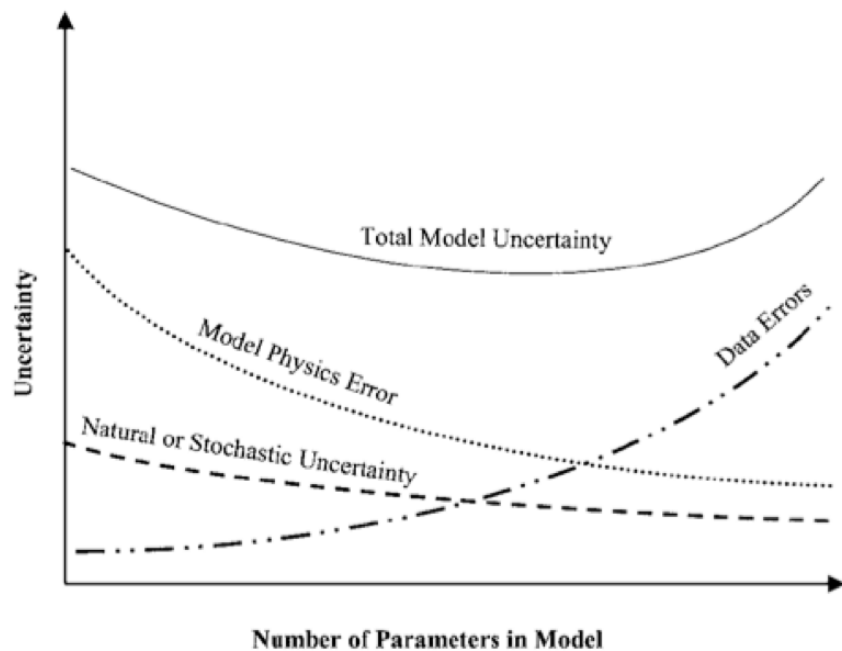 Total Model Uncertainty
Data Errors
Model Physics Error
Natural or Stochastic Uncertainty
Uncertainty
Number of Parameters in Model